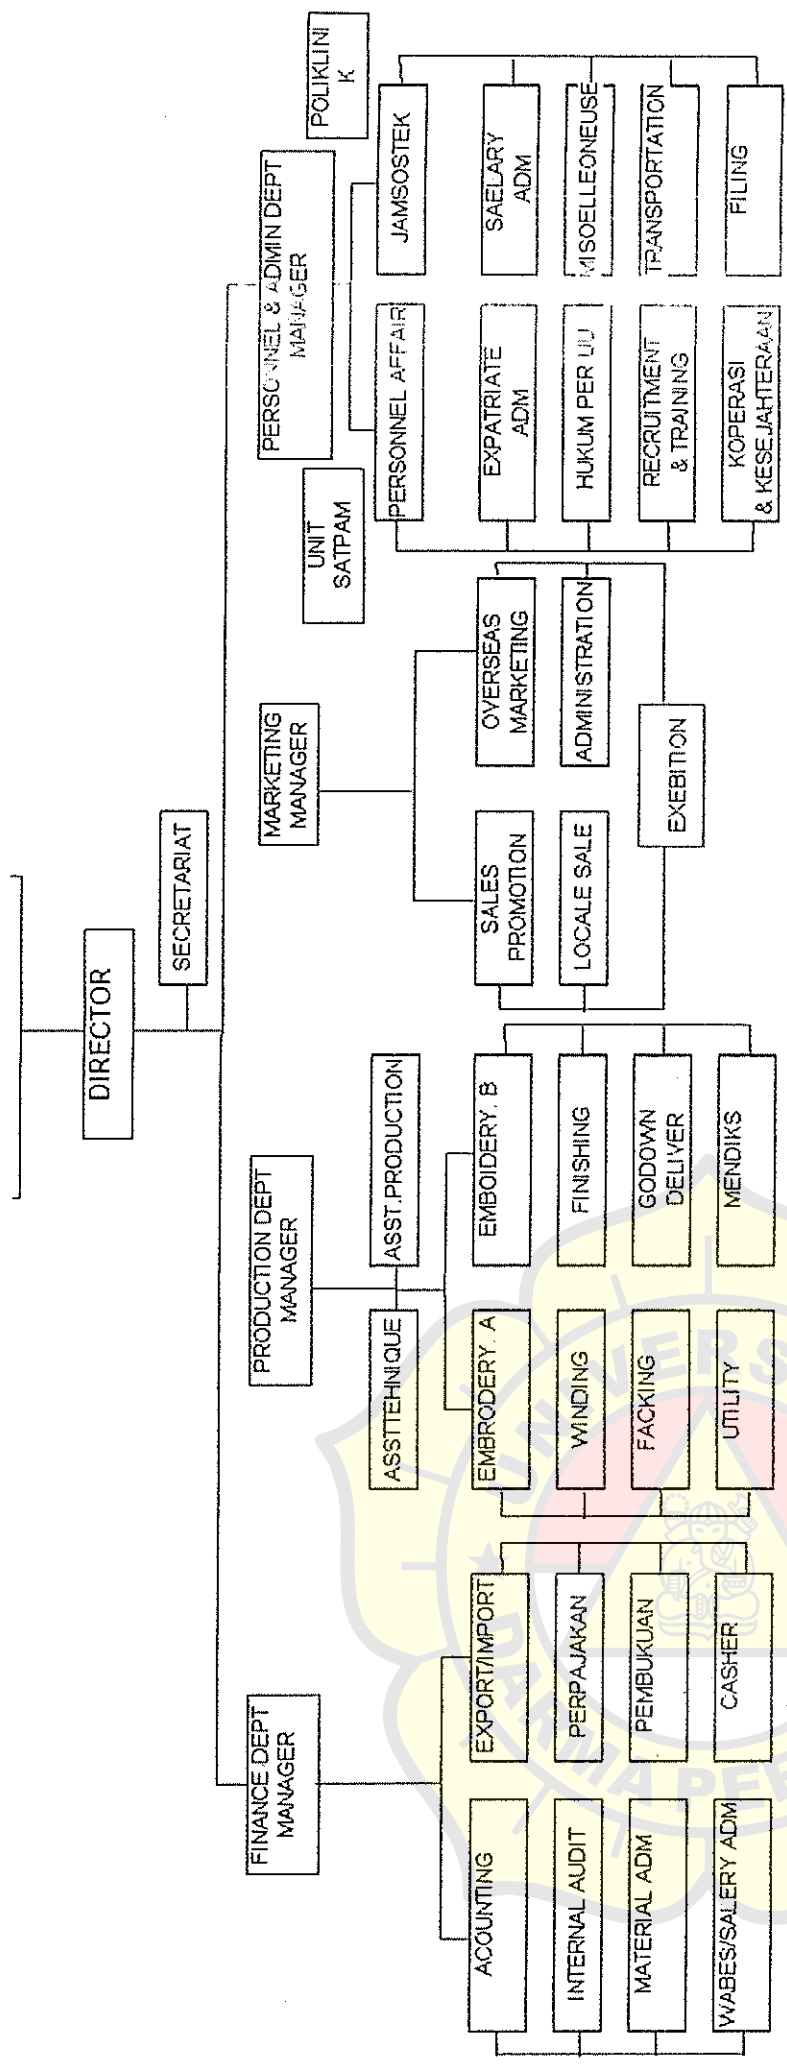 DIRECTOR
SECRETARIAT
FINANCE DEPT
MANAGER
PRODUCTION DEPT
MANAGER
MARKETING
MANAGER
PERSONNEL & ADMIN DEPT
MANAGER
UNIT
SATPAM
POLIKLINI
K
ASSTTEHNIQUE
ASST.PRODUCTION
ACOUNTING
EXPORT/IMPORT
INTERNAL AUDIT
PERPAJAKAN
MATERIAL ADM
PEMBUKUAN
WABES/SALERY ADM
CASHER
EMBRODERY. A
EMBOIDERY. B
WINDING
FINISHING
FACKING
GODOWN
DELIVER
UTILITY
MENDIKS
SALES
PROMOTION
OVERSEAS
MARKETING
LOCALE SALE
ADMINISTRATION
EXEBITION
PERSONNEL AFFAIR
JAMSOSTEK
EXPATRIATE
ADM
SAELARY
ADM
HUKUM PER UU
MISOELLEONEUSE
RECRUITMENT
& TRAINING
TRANSPORTATION
KOPERASI
& KESEJAHTERAAN
FILING
UNIVERS
DARMA PER